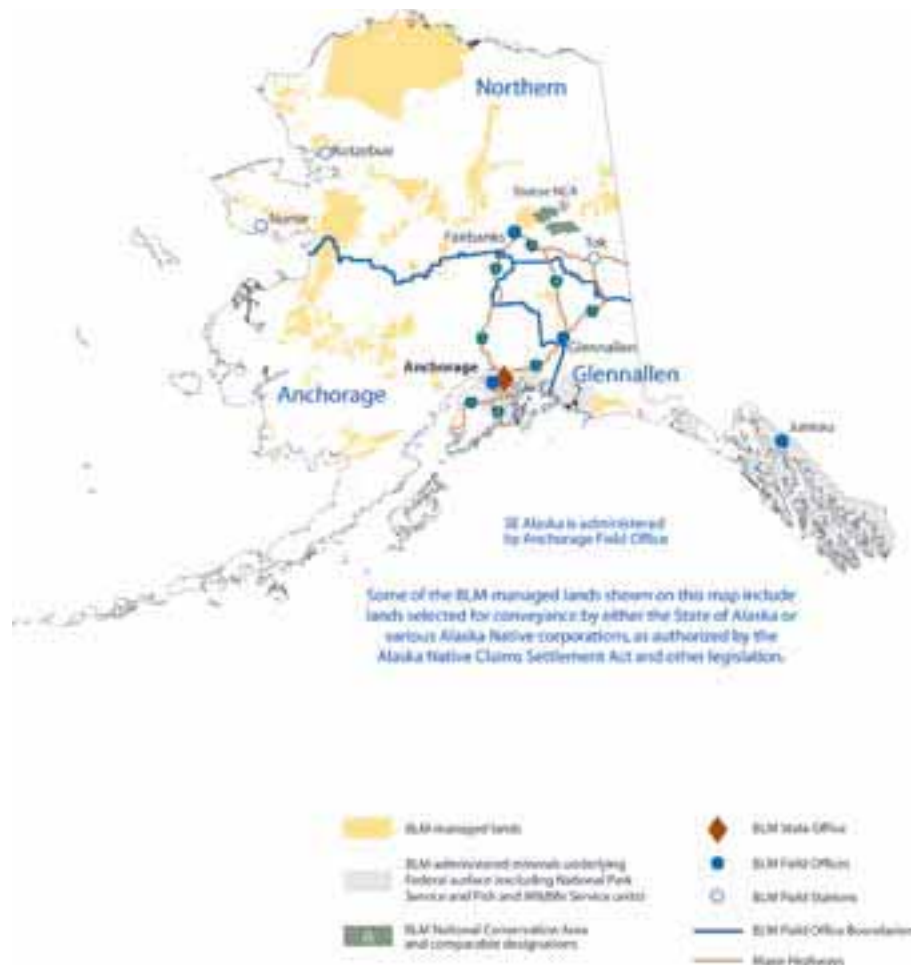 Northern
Kotzebue
Nome
Steese NCA
Fairbanks
Tok
Glennallen
Anchorage
Anchorage
Glennallen
Juneau
SE Alaska is administered
by Anchorage Field Office
Some of the BLM-managed lands shown on this map include
lands selected for conveyance by either the State of Alaska or
various Alaska Native corporations, as authorized by the
Alaska Native Claims Settlement Act and other legislation.
BLM-managed lands
BLM-administered minerals underlying
Federal surface (excluding National Park
Service and Fish and Wildlife Service units)
BLM National Conservation Area
and comparable designations
BLM State Office
BLM Field Offices
BLM Field Stations
BLM Field Office Boundaries
Major Highways